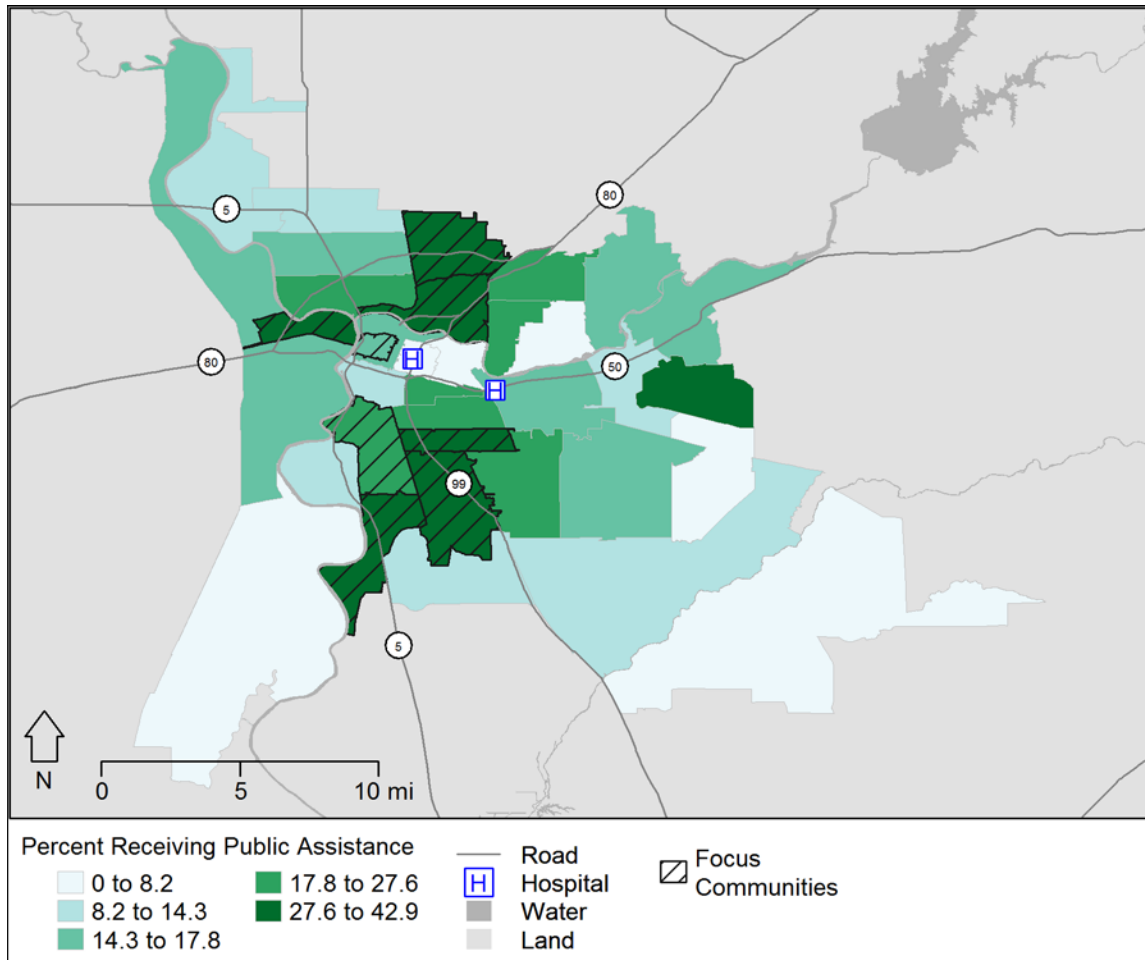 80
5
80
50
H
H
99
5
N
0 5 10 mi
Percent Receiving Public Assistance
0 to 8.2
8.2 to 14.3
14.3 to 17.8
17.8 to 27.6
27.6 to 42.9
Road
H Hospital
Water
Land
Focus
Communities